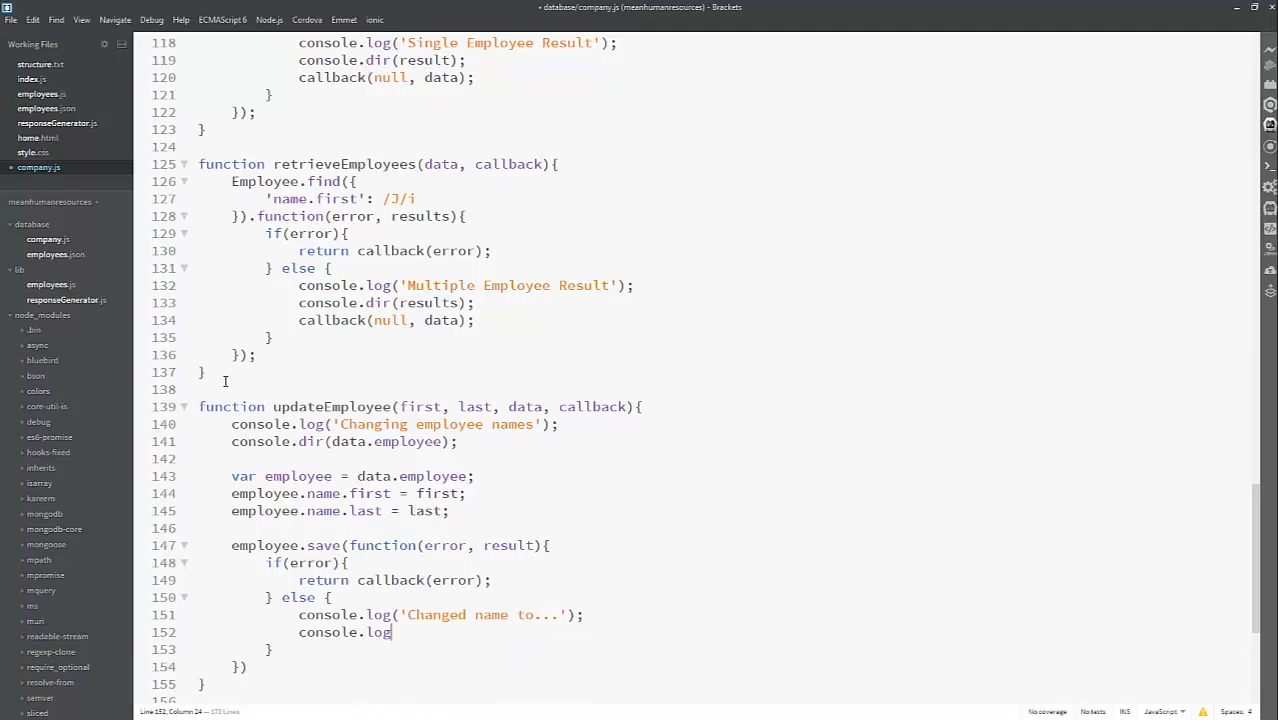 • database/company.js (meanhumanresources) - Brackets
File Edit Find View Navigate Debug Help ECMAScript 6 Node.js Cordova Emmet ionic
Working Files
structure.txt
index.js
employees.js
employees.json
responseGenerator.js
home.html
style.css
• company.js
meanhumanresources
database
company.js
employees.json
lib
employees.js
responseGenerator.js
node_modules
.bin
async
bluebird
bson
colors
core-util-is
debug
es6-promise
hooks-fixed
inherits
isarray
kareem
mongodb
mongodb-core
mongoose
mpath
mpromise
mquery
ms
muri
readable-stream
regexp-clone
require_optional
resolve-from
semver
sliced
118 console.log('Single Employee Result');
119 console.dir(result);
120 callback(null, data);
121 }
122 });
123 }
124
125 function retrieveEmployees(data, callback){
126 Employee.find({
127 'name.first': /J/i
128 }).function(error, results){
129 if(error){
130 return callback(error);
131 } else {
132 console.log('Multiple Employee Result');
133 console.dir(results);
134 callback(null, data);
135 }
136 });
137 }
138
139 function updateEmployee(first, last, data, callback){
140 console.log('Changing employee names');
141 console.dir(data.employee);
142
143 var employee = data.employee;
144 employee.name.first = first;
145 employee.name.last = last;
146
147 employee.save(function(error, result){
148 if(error){
149 return callback(error);
150 } else {
151 console.log('Changed name to...');
152 console.log
153 }
154 })
155 }
156
Line 152, Column 24 — 173 Lines
No coverage No tests INS JavaScript Spaces: 4